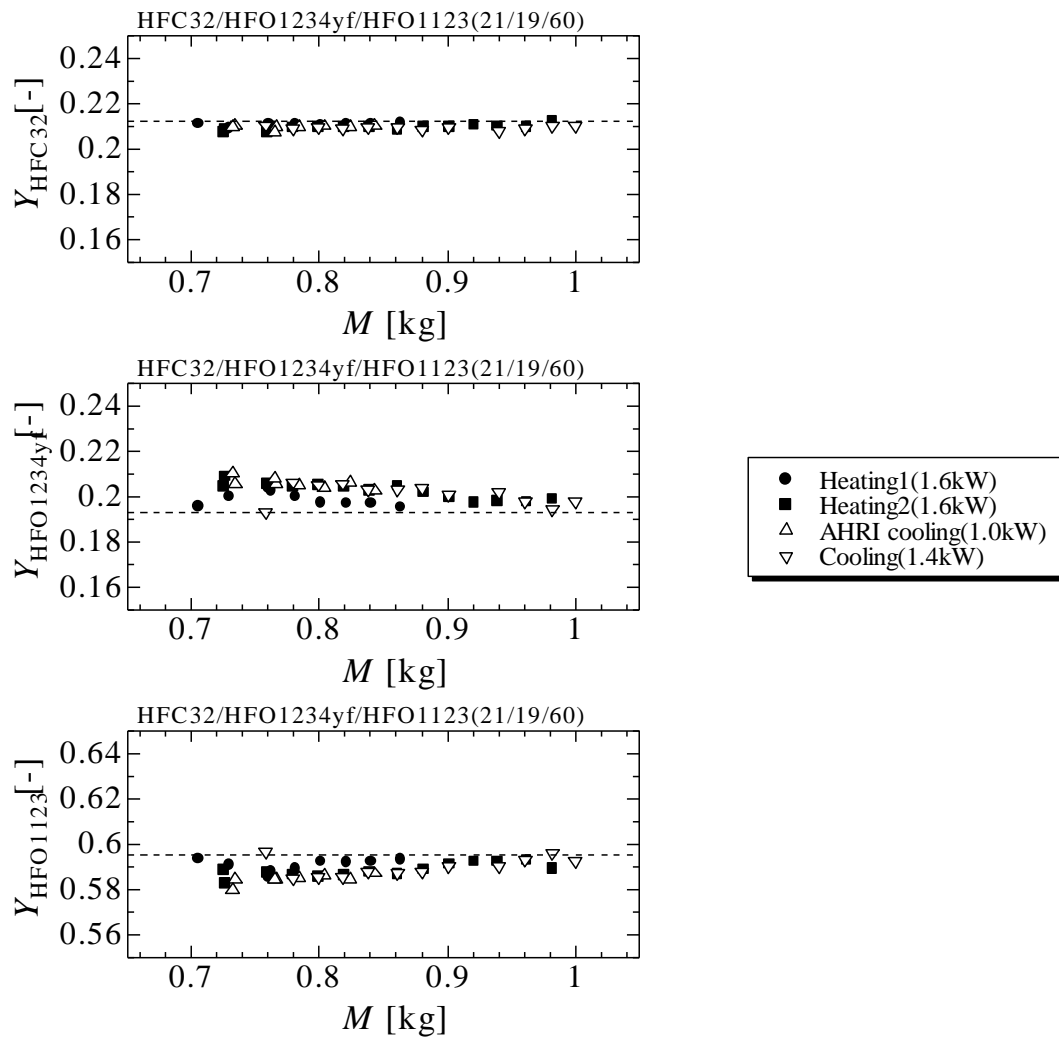 HFC32/HFO1234yf/HFO1123(21/19/60)
0.24
0.22
0.2
0.18
0.16
Y_HFC32[-]
0.7 0.8 0.9 1
M [kg]
HFC32/HFO1234yf/HFO1123(21/19/60)
0.24
0.22
0.2
0.18
0.16
Y_HFO1234yf[-]
0.7 0.8 0.9 1
M [kg]
Heating1(1.6kW)
Heating2(1.6kW)
AHRI cooling(1.0kW)
Cooling(1.4kW)
HFC32/HFO1234yf/HFO1123(21/19/60)
0.64
0.62
0.6
0.58
0.56
Y_HFO1123[-]
0.7 0.8 0.9 1
M [kg]